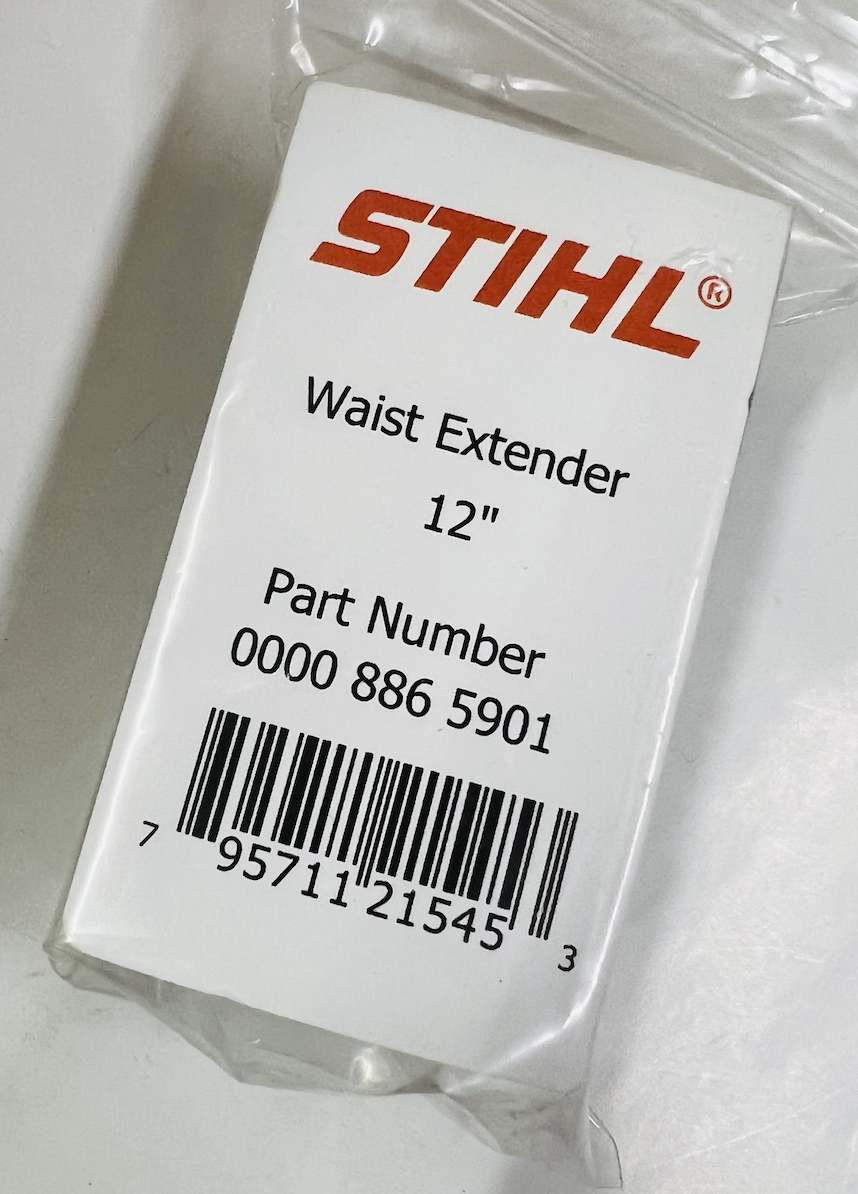 STIHL®
Waist Extender
12"
Part Number
0000 886 5901
7 95711 21545 3